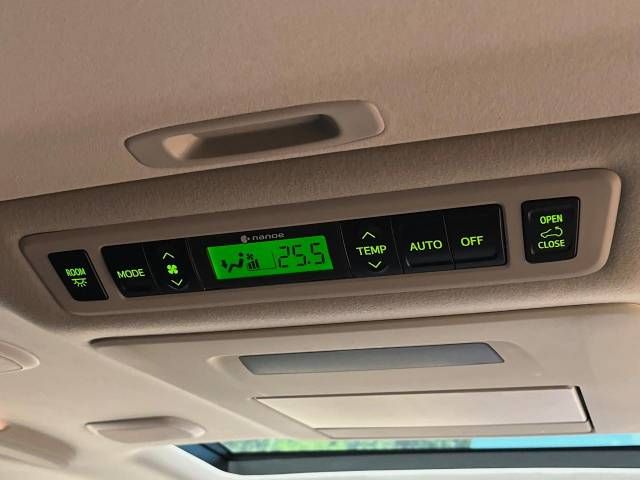 nanoe
ROOM
MODE
25.5
TEMP
AUTO
OFF
OPEN
CLOSE